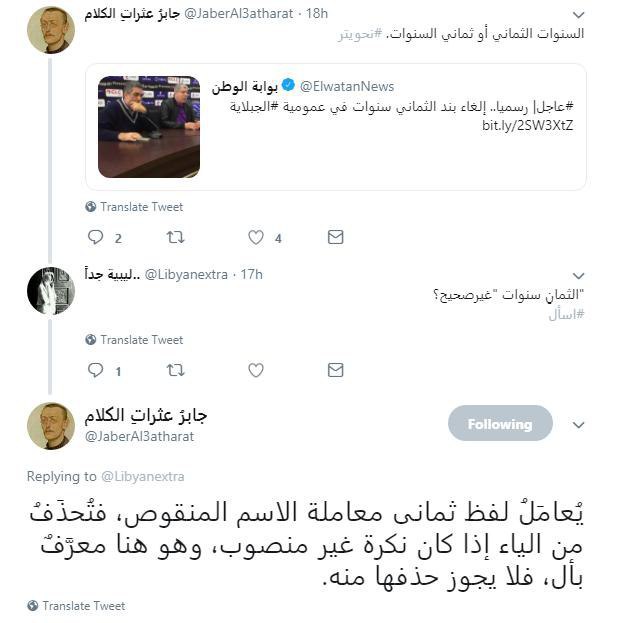 جابرُ عثراتِ الكلام @JaberAl3atharat · 18h
السنوات الثماني أو ثماني السنوات. #نحويتر
بوابة الوطن @ElwatanNews
#عاجل| رسميا.. إلغاء بند الثماني سنوات في عمومية #الجبلاية
bit.ly/2SW3XtZ
Translate Tweet
2 4
ليبية جداً.. @Libyanextra · 17h
"الثمانِ سنوات "غيرصحيح؟
#اسأل
Translate Tweet
1
جابرُ عثراتِ الكلام
@JaberAl3atharat
Following
Replying to @Libyanextra
يُعامَلُ لفظ ثمانى معاملة الاسم المنقوص، فتُحذَفُ
من الياء إذا كان نكرة غير منصوب، وهو هنا معرَّفٌ
بأل، فلا يجوز حذفها منه.
Translate Tweet